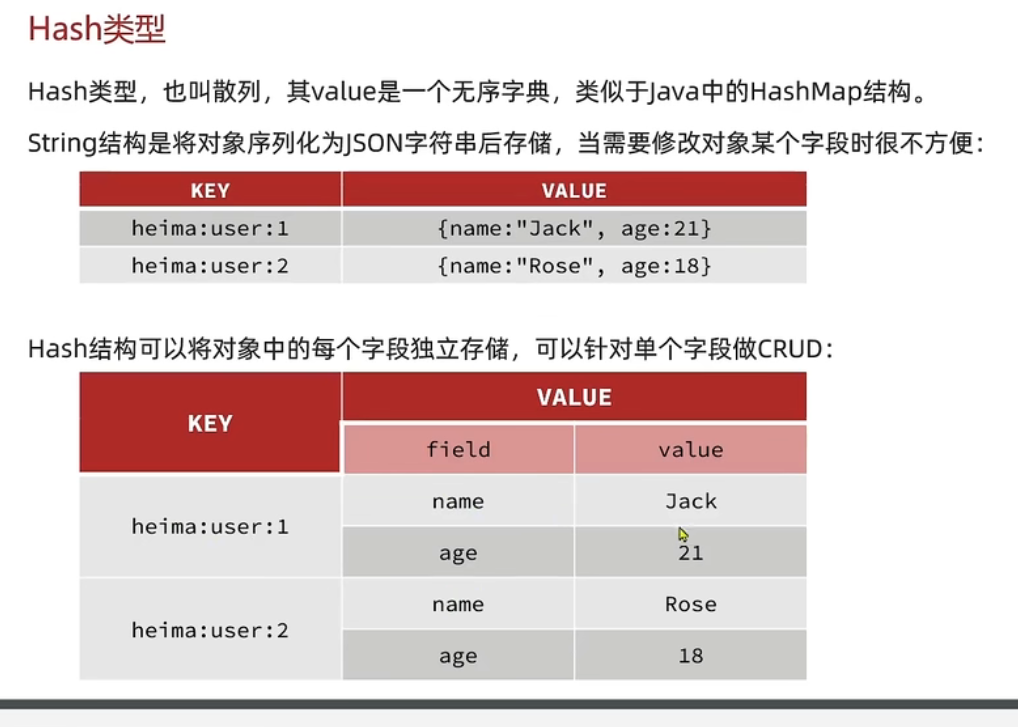 Hash类型
Hash类型，也叫散列，其value是一个无序字典，类似于Java中的HashMap结构。
String结构是将对象序列化为JSON字符串后存储，当需要修改对象某个字段时很不方便：
KEY VALUE
heima:user:1 {name:"Jack", age:21}
heima:user:2 {name:"Rose", age:18}
Hash结构可以将对象中的每个字段独立存储，可以针对单个字段做CRUD：
KEY VALUE
field value
heima:user:1 name Jack
age 21
heima:user:2 name Rose
age 18